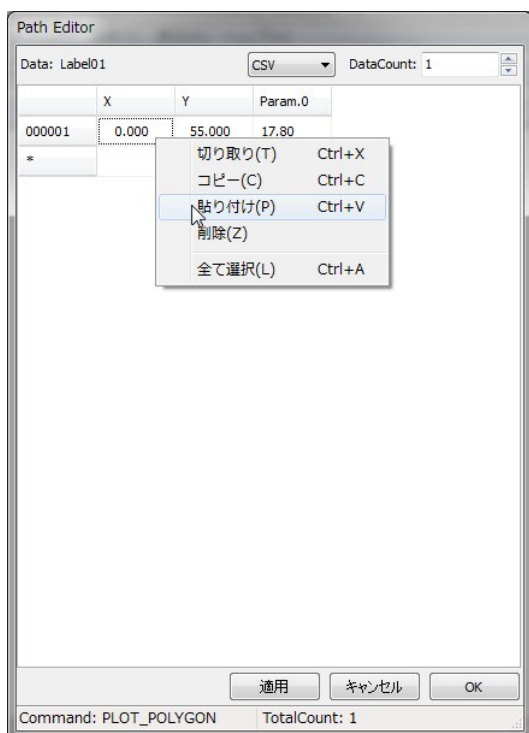 Path Editor
Data: Label01 CSV DataCount: 1
X Y Param.0
000001 0.000 55.000 17.80
*
切り取り(T) Ctrl+X
コピー(C) Ctrl+C
貼り付け(P) Ctrl+V
削除(Z)
全て選択(L) Ctrl+A
適用 キャンセル OK
Command: PLOT_POLYGON TotalCount: 1